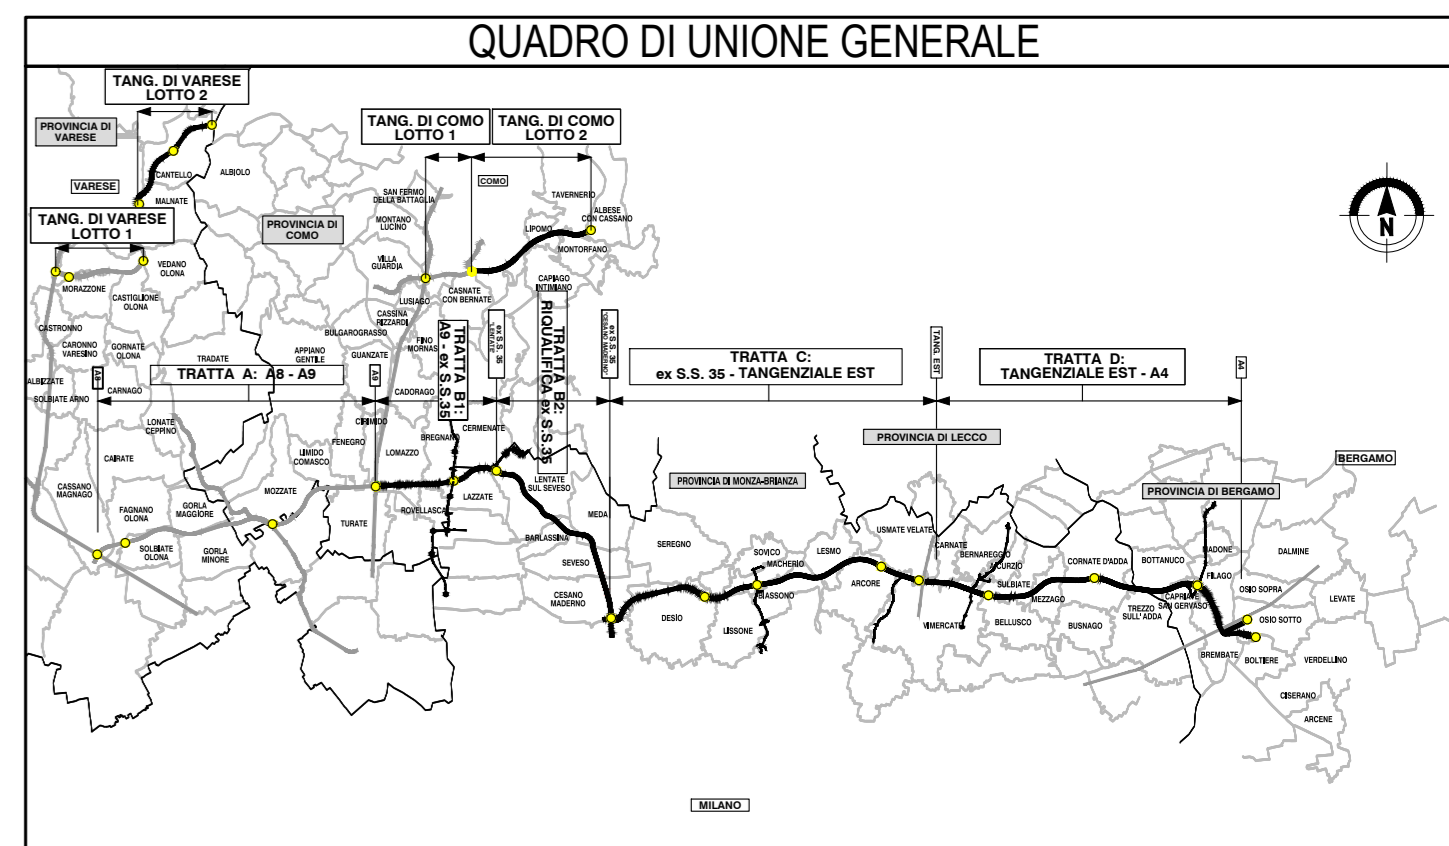 QUADRO DI UNIONE GENERALE
TANG. DI VARESE
LOTTO 2
PROVINCIA DI
VARESE
TANG. DI COMO
LOTTO 1
TANG. DI COMO
LOTTO 2
CANTELLO
ALBIOLO
VARESE
MALNATE
COMO
SAN FERMO
DELLA BATTAGLIA
TAVERNERIO
ALBESE
CON CASSANO
TANG. DI VARESE
LOTTO 1
PROVINCIA DI
COMO
MONTANO
LUCINO
LIPOMO
MONTORFANO
N
VEDANO
OLONA
VILLA
GUARDIA
MORAZZONE
CASTIGLIONE
OLONA
LUSIAGO
CASNATE
CON BERNATE
CAPIAGO
INTIMIANO
CASSINA
RIZZARDI
BULGAROGRASSO
CASTRONNO
CARONNO
VARESINO
GORNATE
OLONA
FINO
MORNAS
TRATTA B1:
A9 - ex S.S.35
ex S.S. 35
"LENTATE"
TRATTA B2:
RIQUALIFICA ex S.S.35
ex S.S. 35
"CESANO MADERNO"
TANG. EST
TRADATE
APPIANO
GENTILE
GUANZATE
TRATTA C:
ex S.S. 35 - TANGENZIALE EST
TRATTA D:
TANGENZIALE EST - A4
A4
ALBIZZATE
A8
TRATTA A: A8 - A9
A9
SOLBIATE ARNO
CARNAGO
CADORAGO
LONATE
CEPPINO
CIRIMIDO
FENEGRO
BREGNANO
CERMENATE
PROVINCIA DI LECCO
CAIRATE
LIMIDO
COMASCO
LOMAZZO
BERGAMO
CASSANO
MAGNAGO
MOZZATE
LAZZATE
LENTATE
SUL SEVESO
PROVINCIA DI MONZA-BRIANZA
PROVINCIA DI BERGAMO
FAGNANO
OLONA
GORLA
MAGGIORE
TURATE
ROVELLASCA
MEDA
USMATE VELATE
SOLBIATE
OLONA
GORLA
MINORE
BARLASSINA
SEREGNO
SOVICO
MACHERIO
LESMO
CARNATE
BERNAREGGIO
CORNATE D'ADDA
BOTTANUCO
MADONE
DALMINE
SEVESO
AICURZIO
FILAGO
ARCORE
SULBIATE
OSIO SOPRA
CESANO
MADERNO
BIASSONO
MEZZAGO
CAPRIATE
SAN GERVASO
LEVATE
DESIO
LISSONE
VIMERCATE
BELLUSCO
BUSNAGO
TREZZO
SULL' ADDA
OSIO SOTTO
BREMBATE
BOLTIERE
VERDELLINO
CISERANO
ARCENE
MILANO